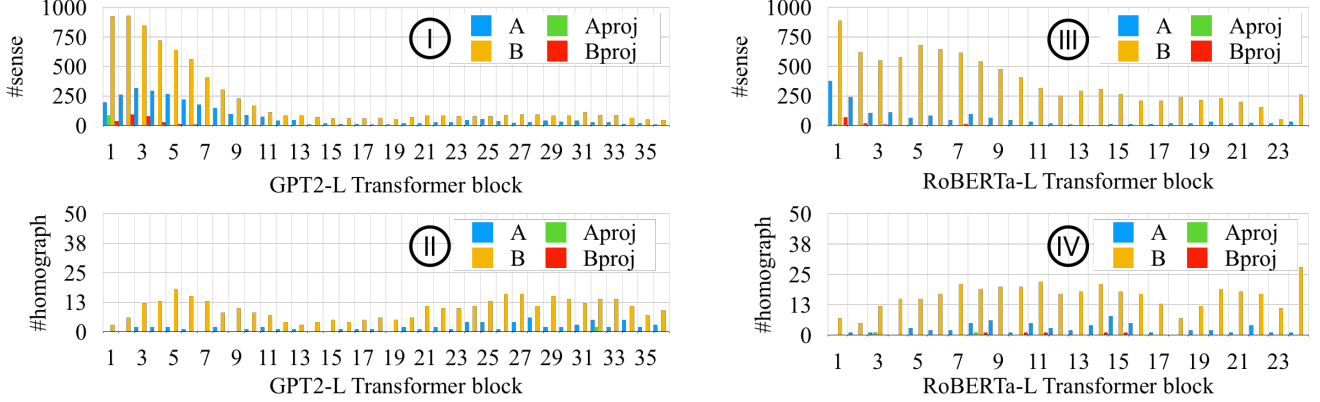 1000
750
500
250
0
#sense
A
Aproj
B
Bproj
I
1 3 5 7 9 11 13 15 17 19 21 23 25 27 29 31 33 35
GPT2-L Transformer block
1000
750
500
250
0
#sense
A
Aproj
B
Bproj
III
1 3 5 7 9 11 13 15 17 19 21 23
RoBERTa-L Transformer block
50
38
25
13
0
#homograph
A
Aproj
B
Bproj
II
1 3 5 7 9 11 13 15 17 19 21 23 25 27 29 31 33 35
GPT2-L Transformer block
50
38
25
13
0
#homograph
A
Aproj
B
Bproj
IV
1 3 5 7 9 11 13 15 17 19 21 23
RoBERTa-L Transformer block